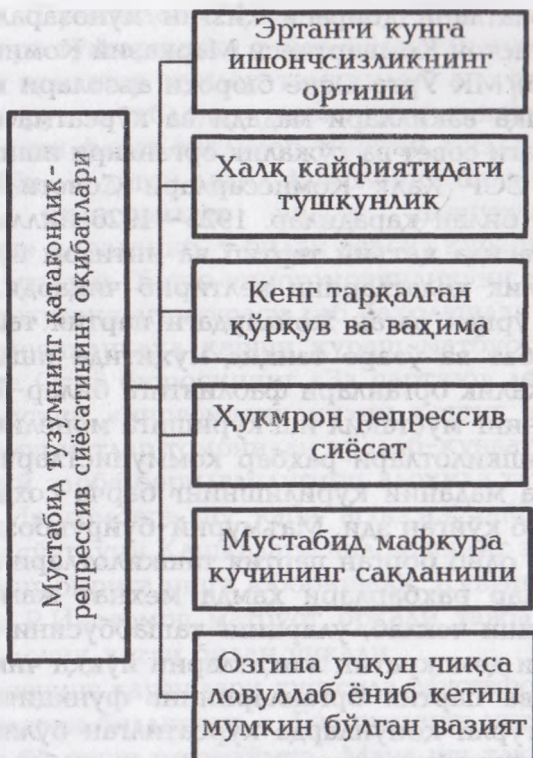 Мустабид тузумнинг қатағонлик –
репрессив сиёсатининг оқибатлари
Эртанги кунга
ишончсизликнинг
ортиши
Халқ кайфиятидаги
тушкунлик
Кенг тарқалган
қўрқув ва ваҳима
Ҳукмрон репрессив
сиёсат
Мустабид мафкура
кучининг сақланиши
Озгина учқун чиқса
ловуллаб ёниб кетиш
мумкин бўлган вазият